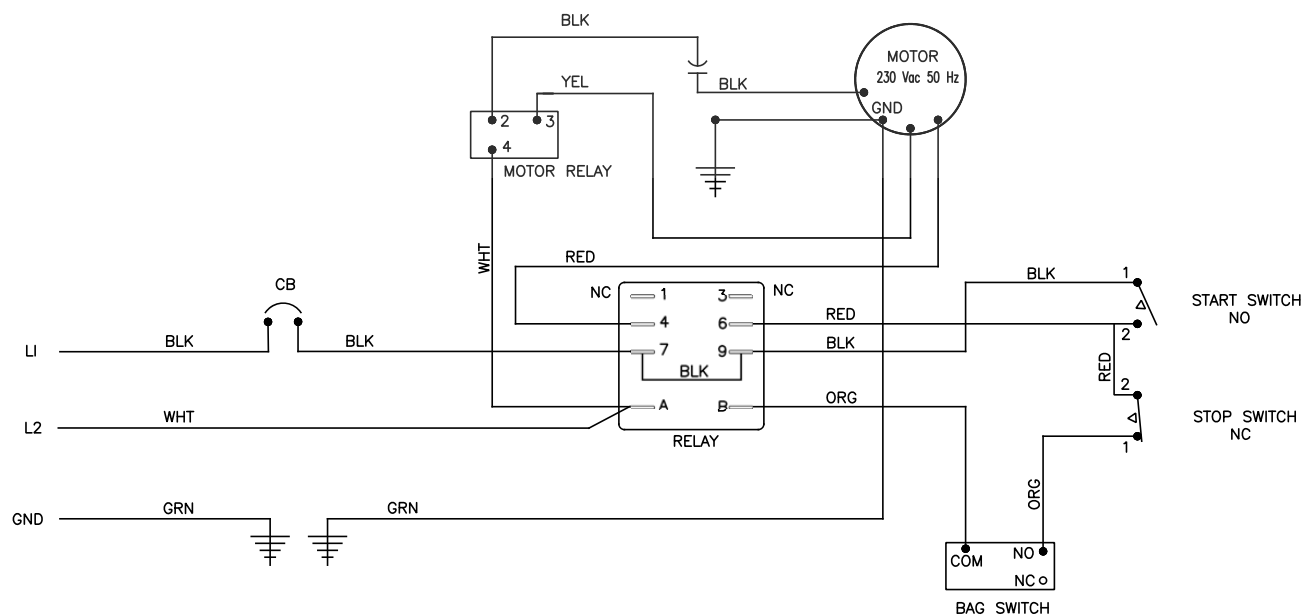 BLK
MOTOR
230 Vac 50 Hz
YEL
BLK
GND
2 3
4
MOTOR RELAY
WHT
RED
CB
NC 1 3 NC
BLK 1
START SWITCH
NO
4 6 RED
2
L1 BLK BLK 7 9 BLK
BLK
RED
2
A B ORG
STOP SWITCH
NC
L2 WHT
RELAY
1
ORG
GND GRN GRN
COM NO
NC
BAG SWITCH